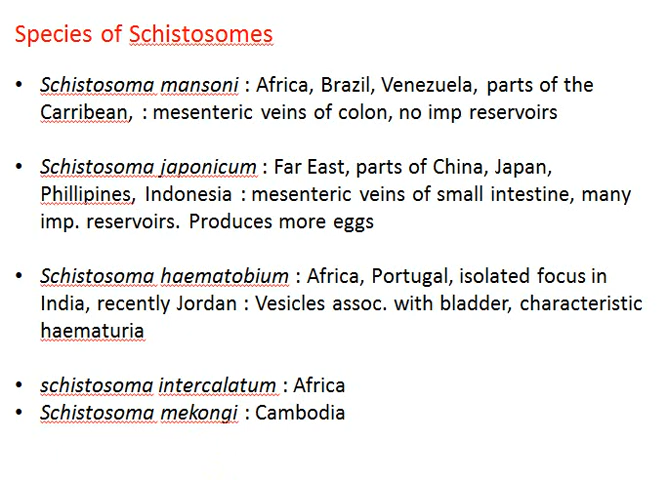 Species of Schistosomes
• Schistosoma mansoni : Africa, Brazil, Venezuela, parts of the
Carribean, : mesenteric veins of colon, no imp reservoirs
• Schistosoma japonicum : Far East, parts of China, Japan,
Phillipines, Indonesia : mesenteric veins of small intestine, many
imp. reservoirs. Produces more eggs
• Schistosoma haematobium : Africa, Portugal, isolated focus in
India, recently Jordan : Vesicles assoc. with bladder, characteristic
haematuria
• schistosoma intercalatum : Africa
• Schistosoma mekongi : Cambodia